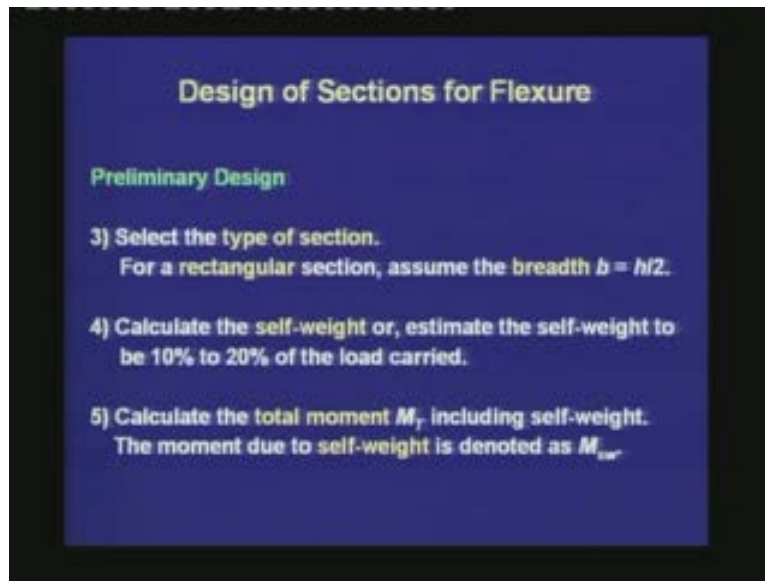 Design of Sections for Flexure
Preliminary Design
3) Select the type of section.
For a rectangular section, assume the breadth b = h/2.
4) Calculate the self-weight or, estimate the self-weight to
be 10% to 20% of the load carried.
5) Calculate the total moment M_T including self-weight.
The moment due to self-weight is denoted as M_sw.